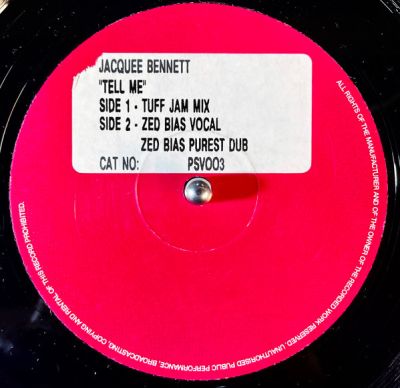 JACQUEE BENNETT
"TELL ME"
SIDE 1 - TUFF JAM MIX
SIDE 2 - ZED BIAS VOCAL
ZED BIAS PUREST DUB
CAT NO: PSV003
ALL RIGHTS OF THE MANUFACTURER AND OF THE OWNER OF THE RECORDED WORK RESERVED. UNAUTHORISED PUBLIC PERFORMANCE, BROADCASTING, COPYING AND RENTAL OF THIS RECORD PROHIBITED.